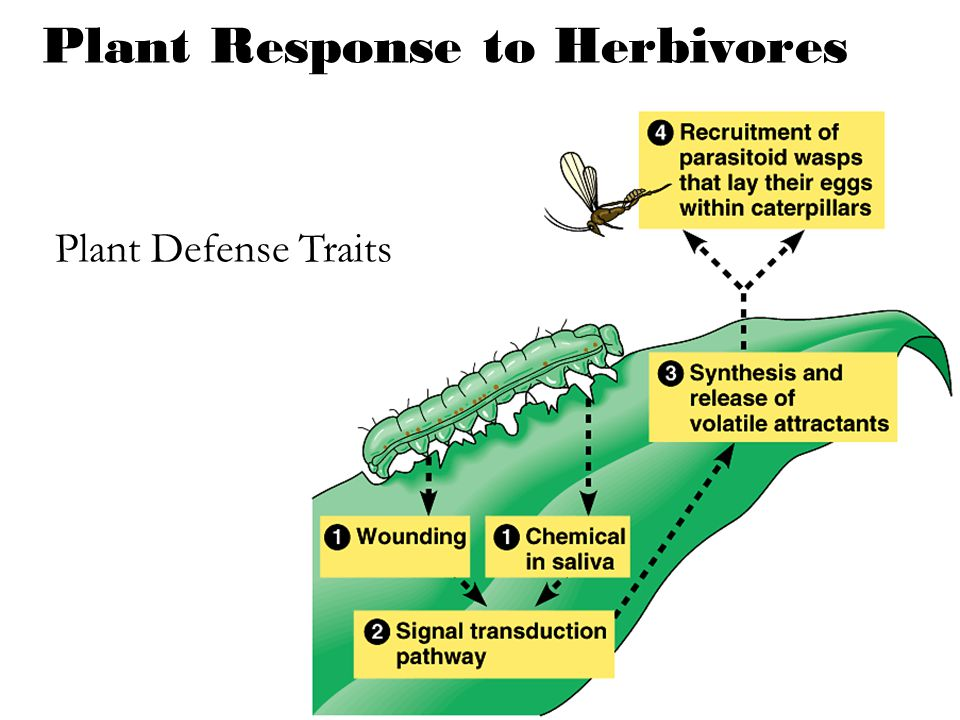 Plant Response to Herbivores
Plant Defense Traits
4 Recruitment of
parasitoid wasps
that lay their eggs
within caterpillars
3 Synthesis and
release of
volatile attractants
1 Wounding
1 Chemical
in saliva
2 Signal transduction
pathway